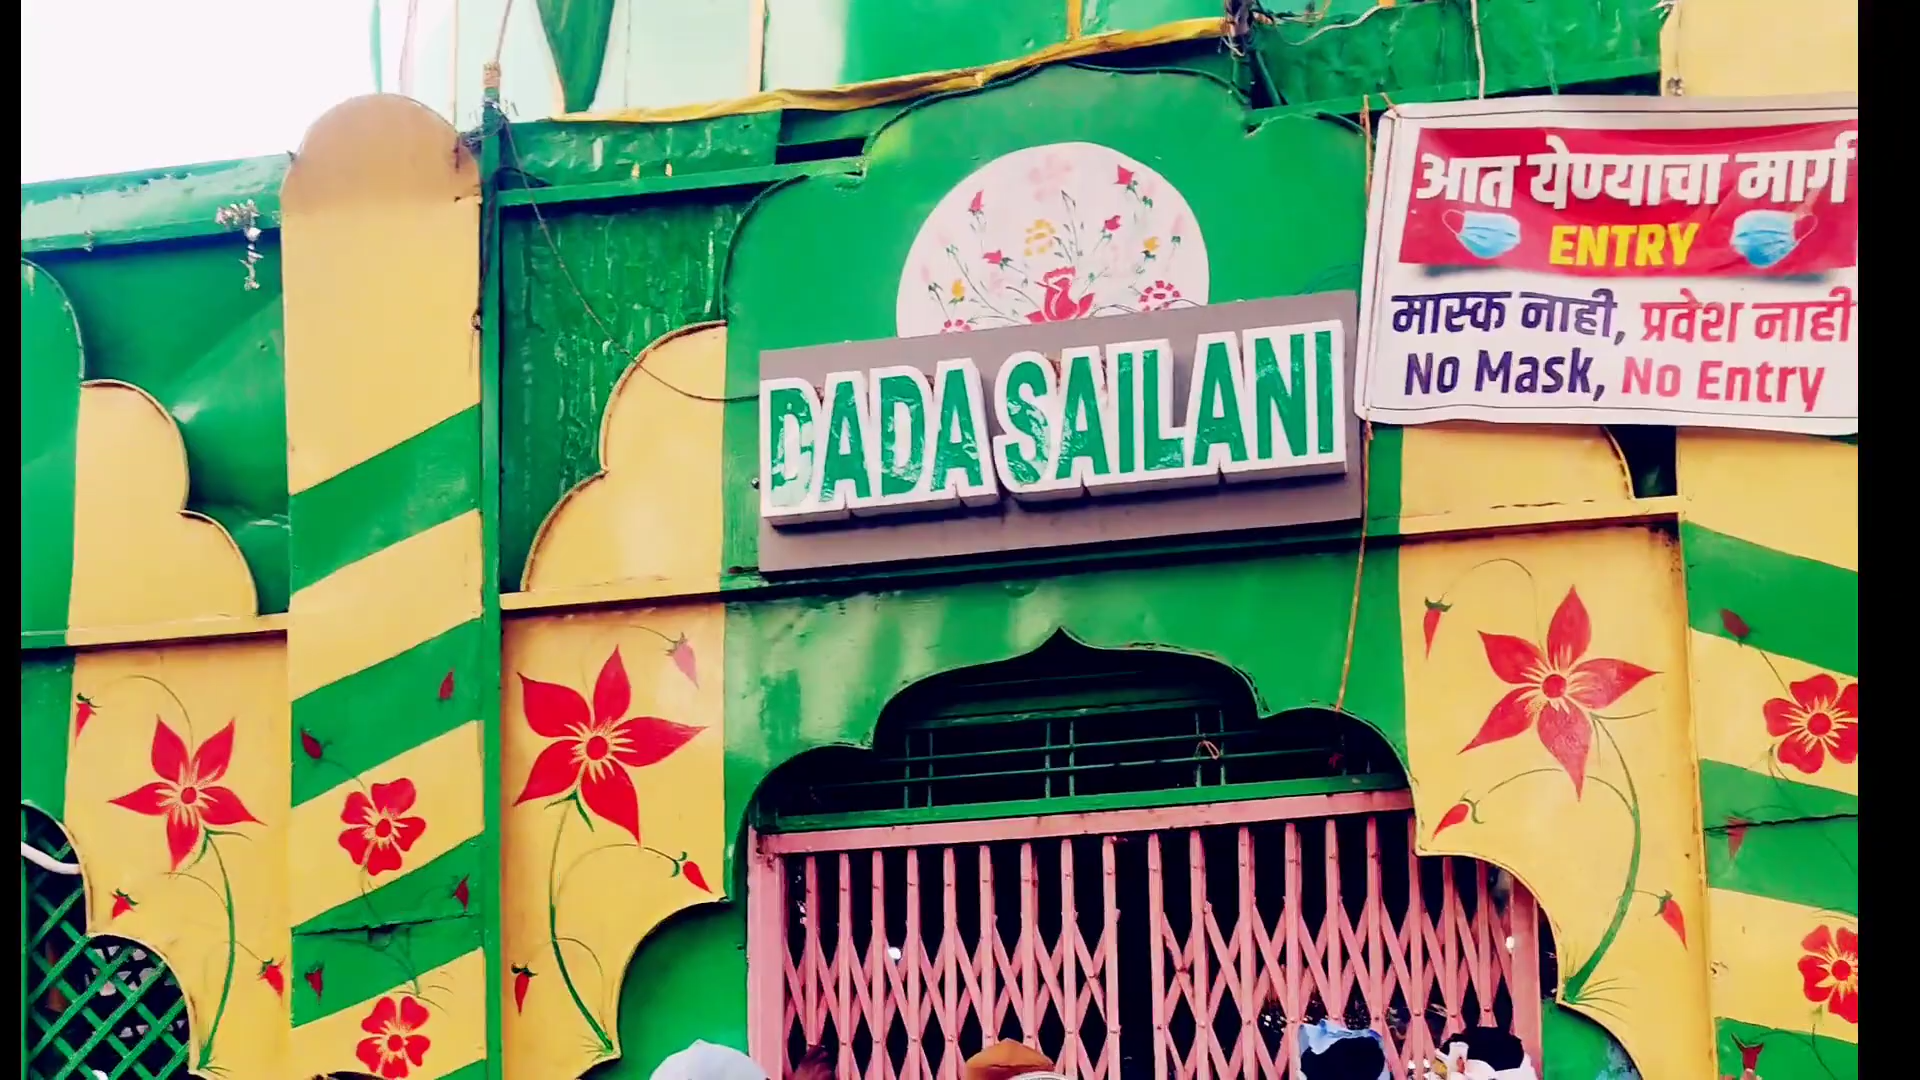 DADA SAILANI
आत येण्याचा मार्ग
ENTRY
मास्क नाही, प्रवेश नाही
No Mask, No Entry